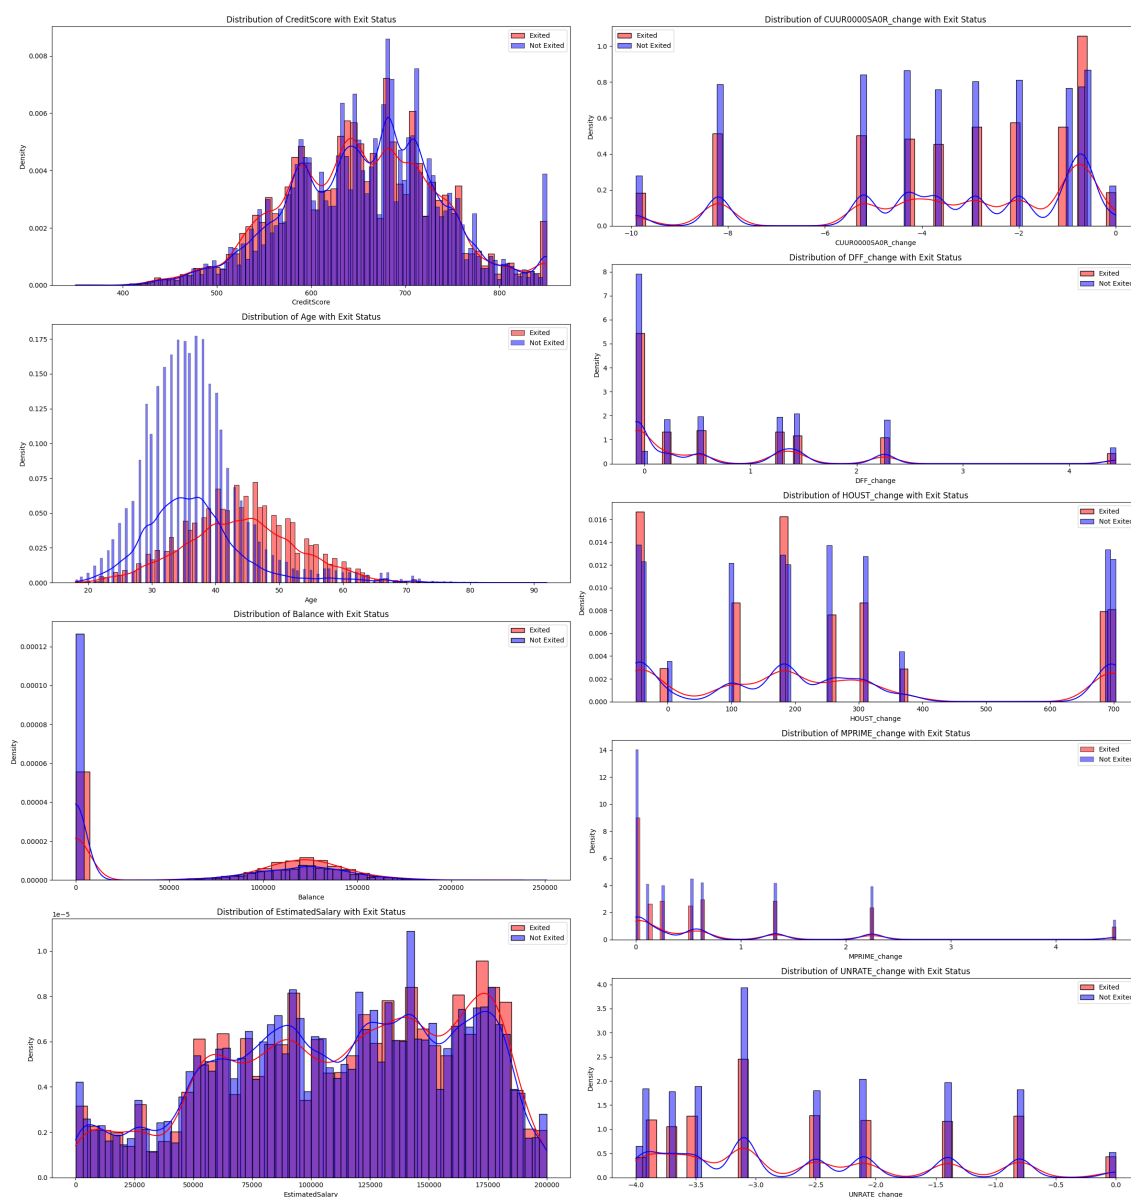 Distribution of CreditScore with Exit Status
Exited
Not Exited
Density
0.008
0.006
0.004
0.002
0.000
400 500 600 700 800
CreditScore
Distribution of Age with Exit Status
Exited
Not Exited
Density
0.175
0.150
0.125
0.100
0.075
0.050
0.025
0.000
20 30 40 50 60 70 80 90
Age
Distribution of Balance with Exit Status
Exited
Not Exited
Density
0.00012
0.00010
0.00008
0.00006
0.00004
0.00002
0.00000
0 50000 100000 150000 200000 250000
Balance
Distribution of EstimatedSalary with Exit Status
1e-5
Exited
Not Exited
Density
1.0
0.8
0.6
0.4
0.2
0.0
0 25000 50000 75000 100000 125000 150000 175000 200000
EstimatedSalary
Distribution of CUUR0000SA0R_change with Exit Status
Exited
Not Exited
Density
1.0
0.8
0.6
0.4
0.2
0.0
−10 −8 −6 −4 −2 0
CUUR0000SA0R_change
Distribution of DFF_change with Exit Status
Exited
Not Exited
Density
8
7
6
5
4
3
2
1
0
0 1 2 3 4
DFF_change
Distribution of HOUST_change with Exit Status
Exited
Not Exited
Density
0.016
0.014
0.012
0.010
0.008
0.006
0.004
0.002
0.000
0 100 200 300 400 500 600 700
HOUST_change
Distribution of MPRIME_change with Exit Status
Exited
Not Exited
Density
14
12
10
8
6
4
2
0
0 1 2 3 4
MPRIME_change
Distribution of UNRATE_change with Exit Status
Exited
Not Exited
Density
4.0
3.5
3.0
2.5
2.0
1.5
1.0
0.5
0.0
−4.0 −3.5 −3.0 −2.5 −2.0 −1.5 −1.0 −0.5 0.0
UNRATE_change